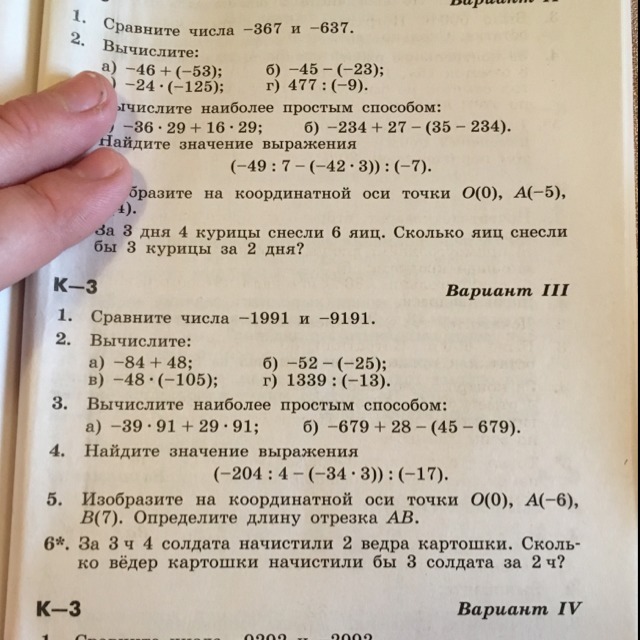 1. Сравните числа −367 и −637.
2. Вычислите:
а) −46 + (−53); б) −45 − (−23);
) −24 · (−125); г) 477 : (−9).
ычислите наиболее простым способом:
) −36 · 29 + 16 · 29; б) −234 + 27 − (35 − 234).
Найдите значение выражения
(−49 : 7 − (−42 · 3)) : (−7).
бразите на координатной оси точки O(0), A(−5),
4).
За 3 дня 4 курицы снесли 6 яиц. Сколько яиц снесли
бы 3 курицы за 2 дня?
К—3 Вариант III
1. Сравните числа −1991 и −9191.
2. Вычислите:
а) −84 + 48; б) −52 − (−25);
в) −48 · (−105); г) 1339 : (−13).
3. Вычислите наиболее простым способом:
а) −39 · 91 + 29 · 91; б) −679 + 28 − (45 − 679).
4. Найдите значение выражения
(−204 : 4 − (−34 · 3)) : (−17).
5. Изобразите на координатной оси точки O(0), A(−6),
B(7). Определите длину отрезка AB.
6*. За 3 ч 4 солдата начистили 2 ведра картошки. Сколь-
ко вёдер картошки начистили бы 3 солдата за 2 ч?
К—3 Вариант IV